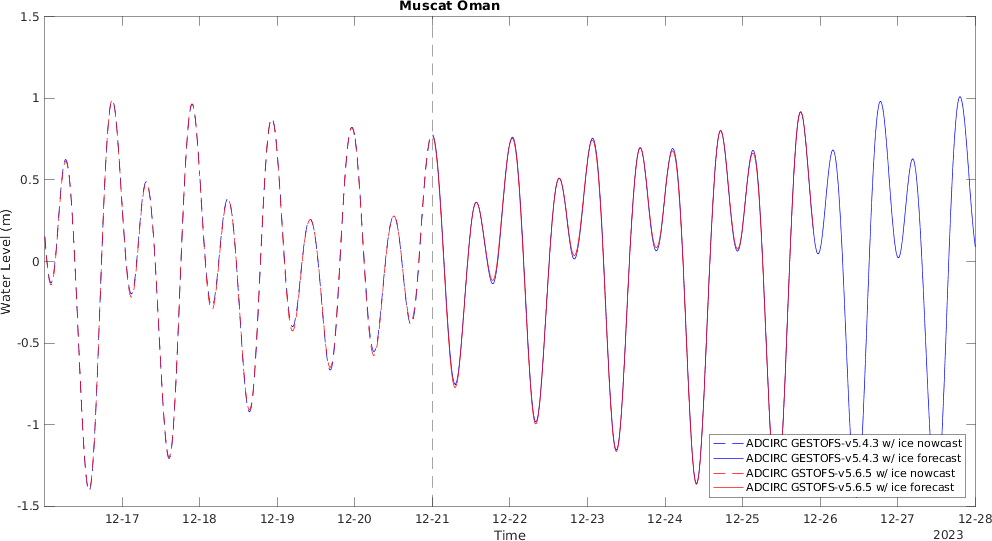 Muscat Oman
1.5
1
0.5
0
-0.5
-1
-1.5
Water Level (m)
ADCIRC GESTOFS-v5.4.3 w/ ice nowcast
ADCIRC GESTOFS-v5.4.3 w/ ice forecast
ADCIRC GSTOFS-v5.6.5 w/ ice nowcast
ADCIRC GSTOFS-v5.6.5 w/ ice forecast
12-17 12-18 12-19 12-20 12-21 12-22 12-23 12-24 12-25 12-26 12-27 12-28
Time
2023